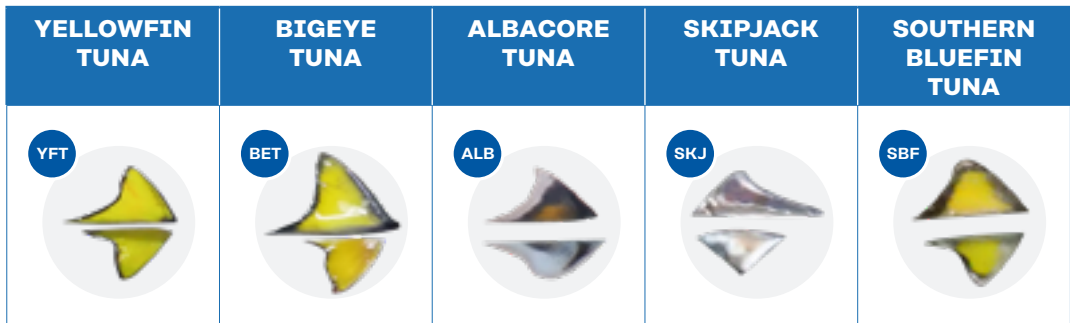 YELLOWFIN
TUNA
BIGEYE
TUNA
ALBACORE
TUNA
SKIPJACK
TUNA
SOUTHERN
BLUEFIN
TUNA
YFT
BET
ALB
SKJ
SBF